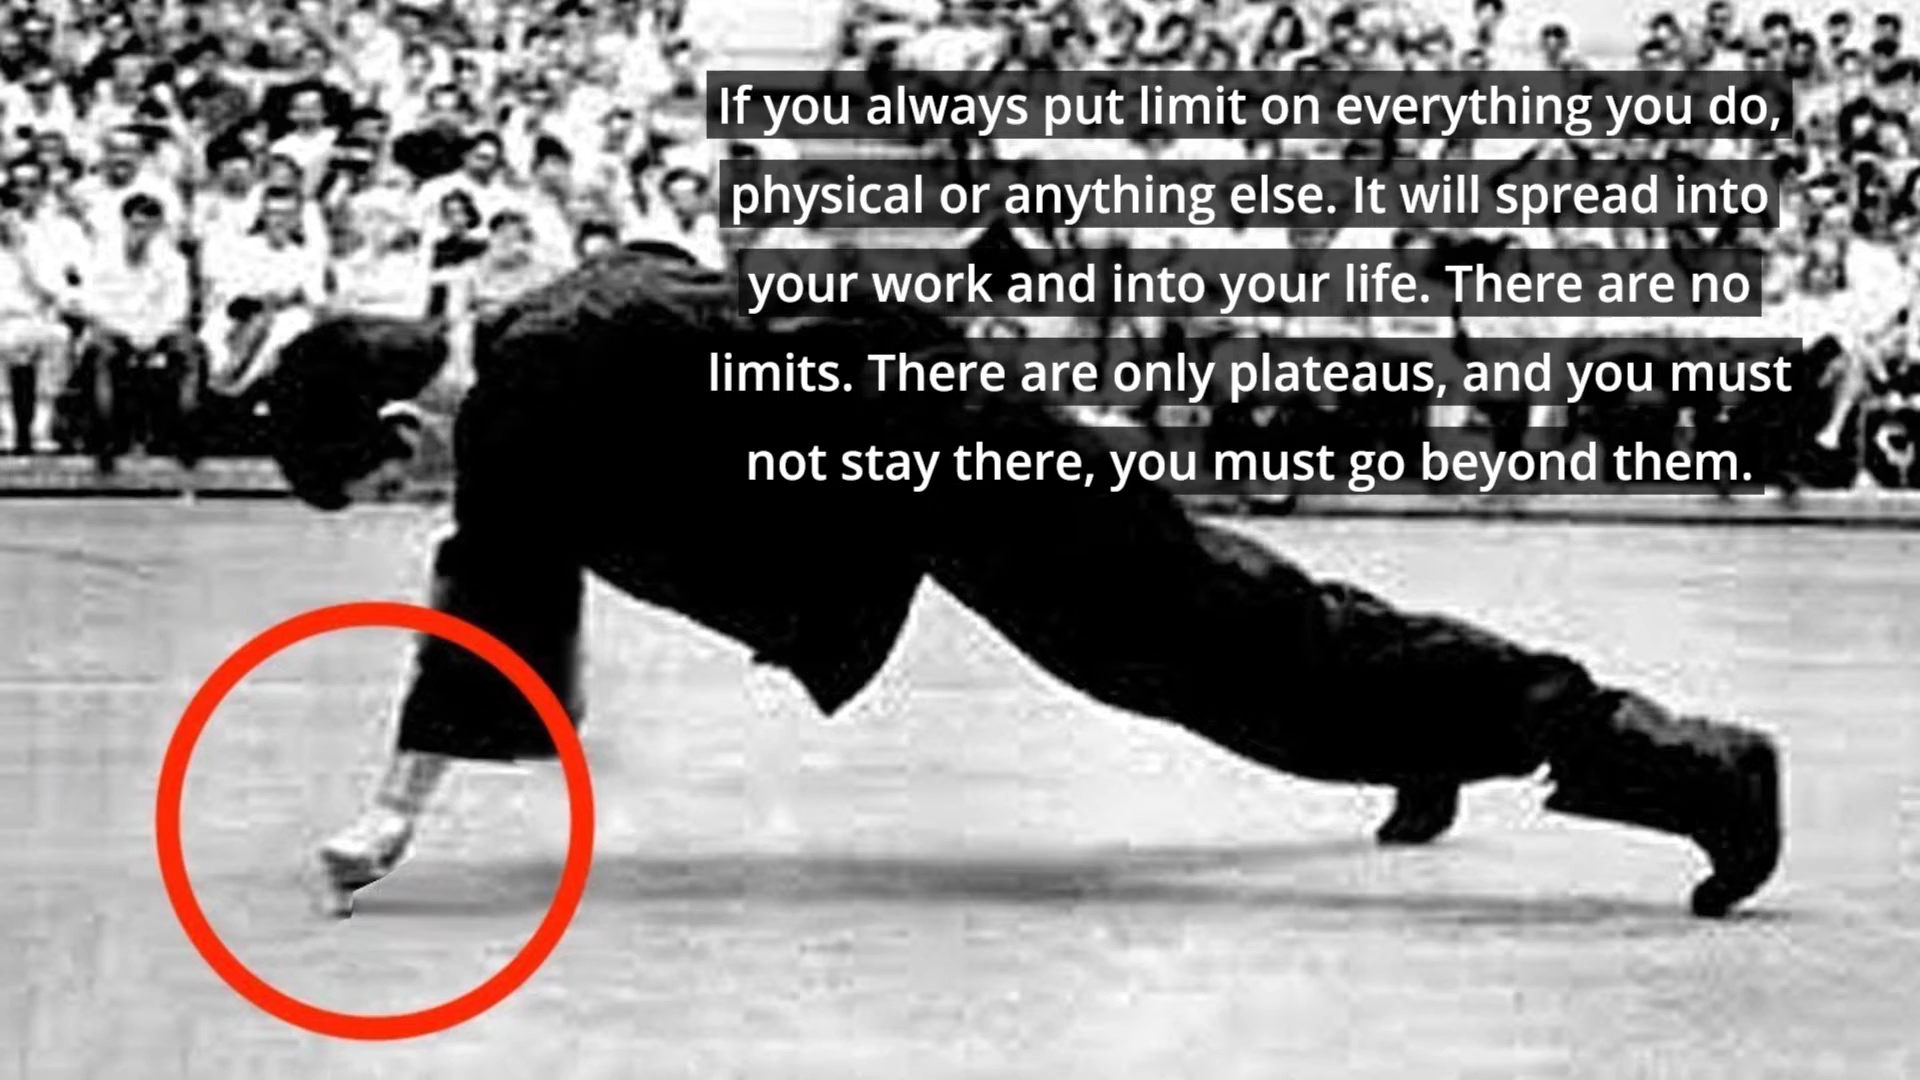 If you always put limit on everything you do,
physical or anything else. It will spread into
your work and into your life. There are no
limits. There are only plateaus, and you must
not stay there, you must go beyond them.